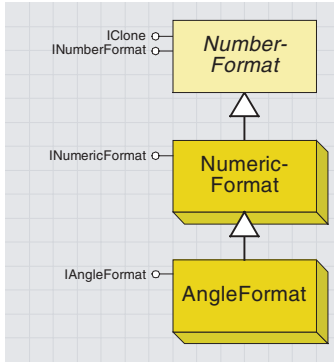 IClone
INumberFormat
Number-
Format
INumericFormat
Numeric-
Format
IAngleFormat
AngleFormat